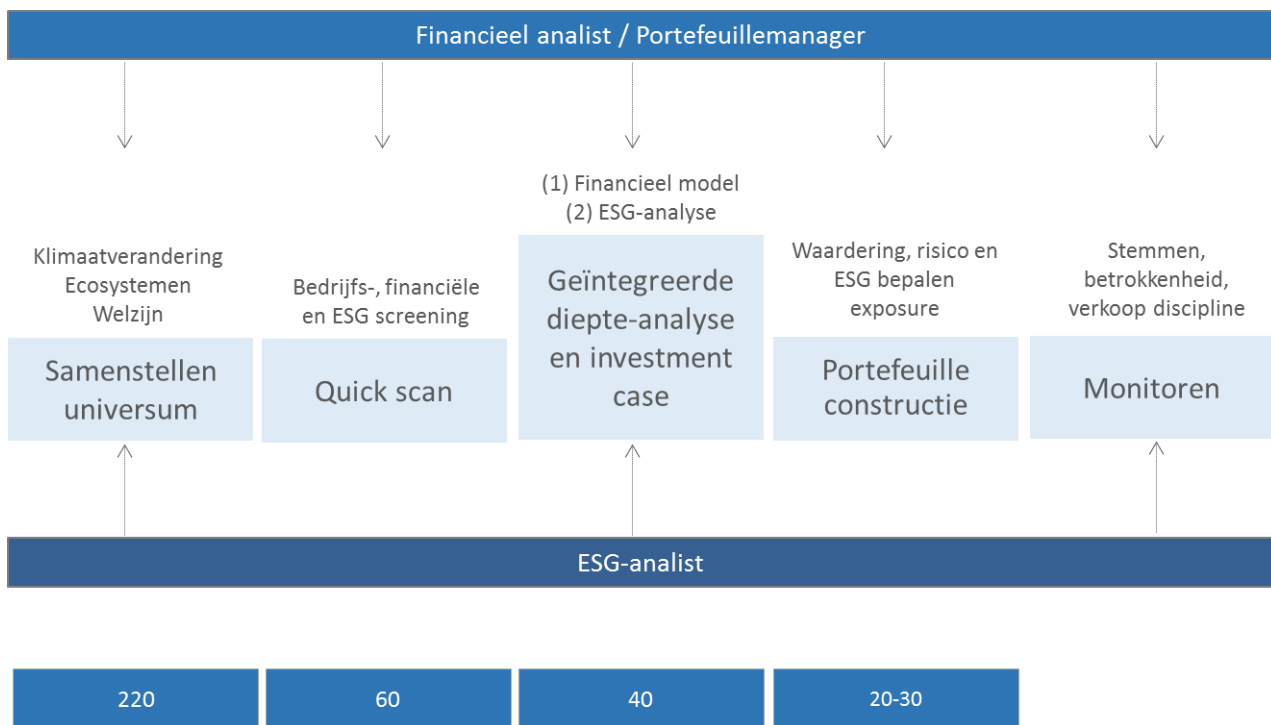 Financieel analist / Portefeuillemanager
Klimaatverandering
Ecosystemen
Welzijn
Samenstellen
universum
Bedrijfs-, financiële
en ESG screening
Quick scan
(1) Financieel model
(2) ESG-analyse
Geïntegreerde
diepte-analyse
en investment
case
Waardering, risico en
ESG bepalen
exposure
Portefeuille
constructie
Stemmen,
betrokkenheid,
verkoop discipline
Monitoren
ESG-analist
220
60
40
20-30